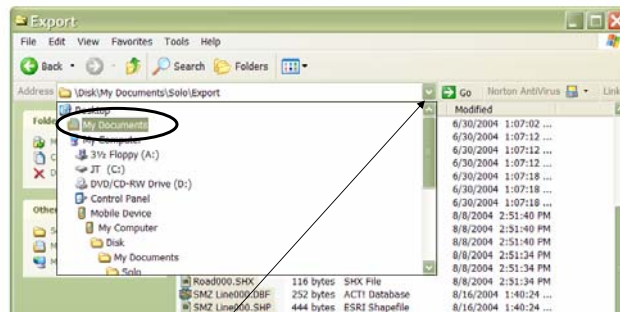 Export
File Edit View Favorites Tools Help
Back Search Folders
Address \Disk\My Documents\Solo\Export Go Norton AntiVirus Link
Desktop Modified
Folde My Documents 6/30/2004 1:07:02 ...
My Computer 6/30/2004 1:07:12 ...
3½ Floppy (A:) 6/30/2004 1:07:12 ...
JT (C:) 6/30/2004 1:07:18 ...
DVD/CD-RW Drive (D:) 6/30/2004 1:07:18 ...
Control Panel 6/30/2004 1:07:18 ...
Other Mobile Device 8/8/2004 2:51:40 PM
My Computer 8/8/2004 2:51:40 PM
Disk 8/8/2004 2:51:40 PM
My Documents 8/8/2004 2:51:34 PM
Solo 8/8/2004 2:51:34 PM
Road000.SHX 116 bytes SHX File 8/8/2004 2:51:34 PM
SMZ Line000.DBF 252 bytes ACT! Database 8/16/2004 1:40:24 ...
SMZ Line000.SHP 444 bytes ESRI Shapefile 8/16/2004 1:40:24 ...